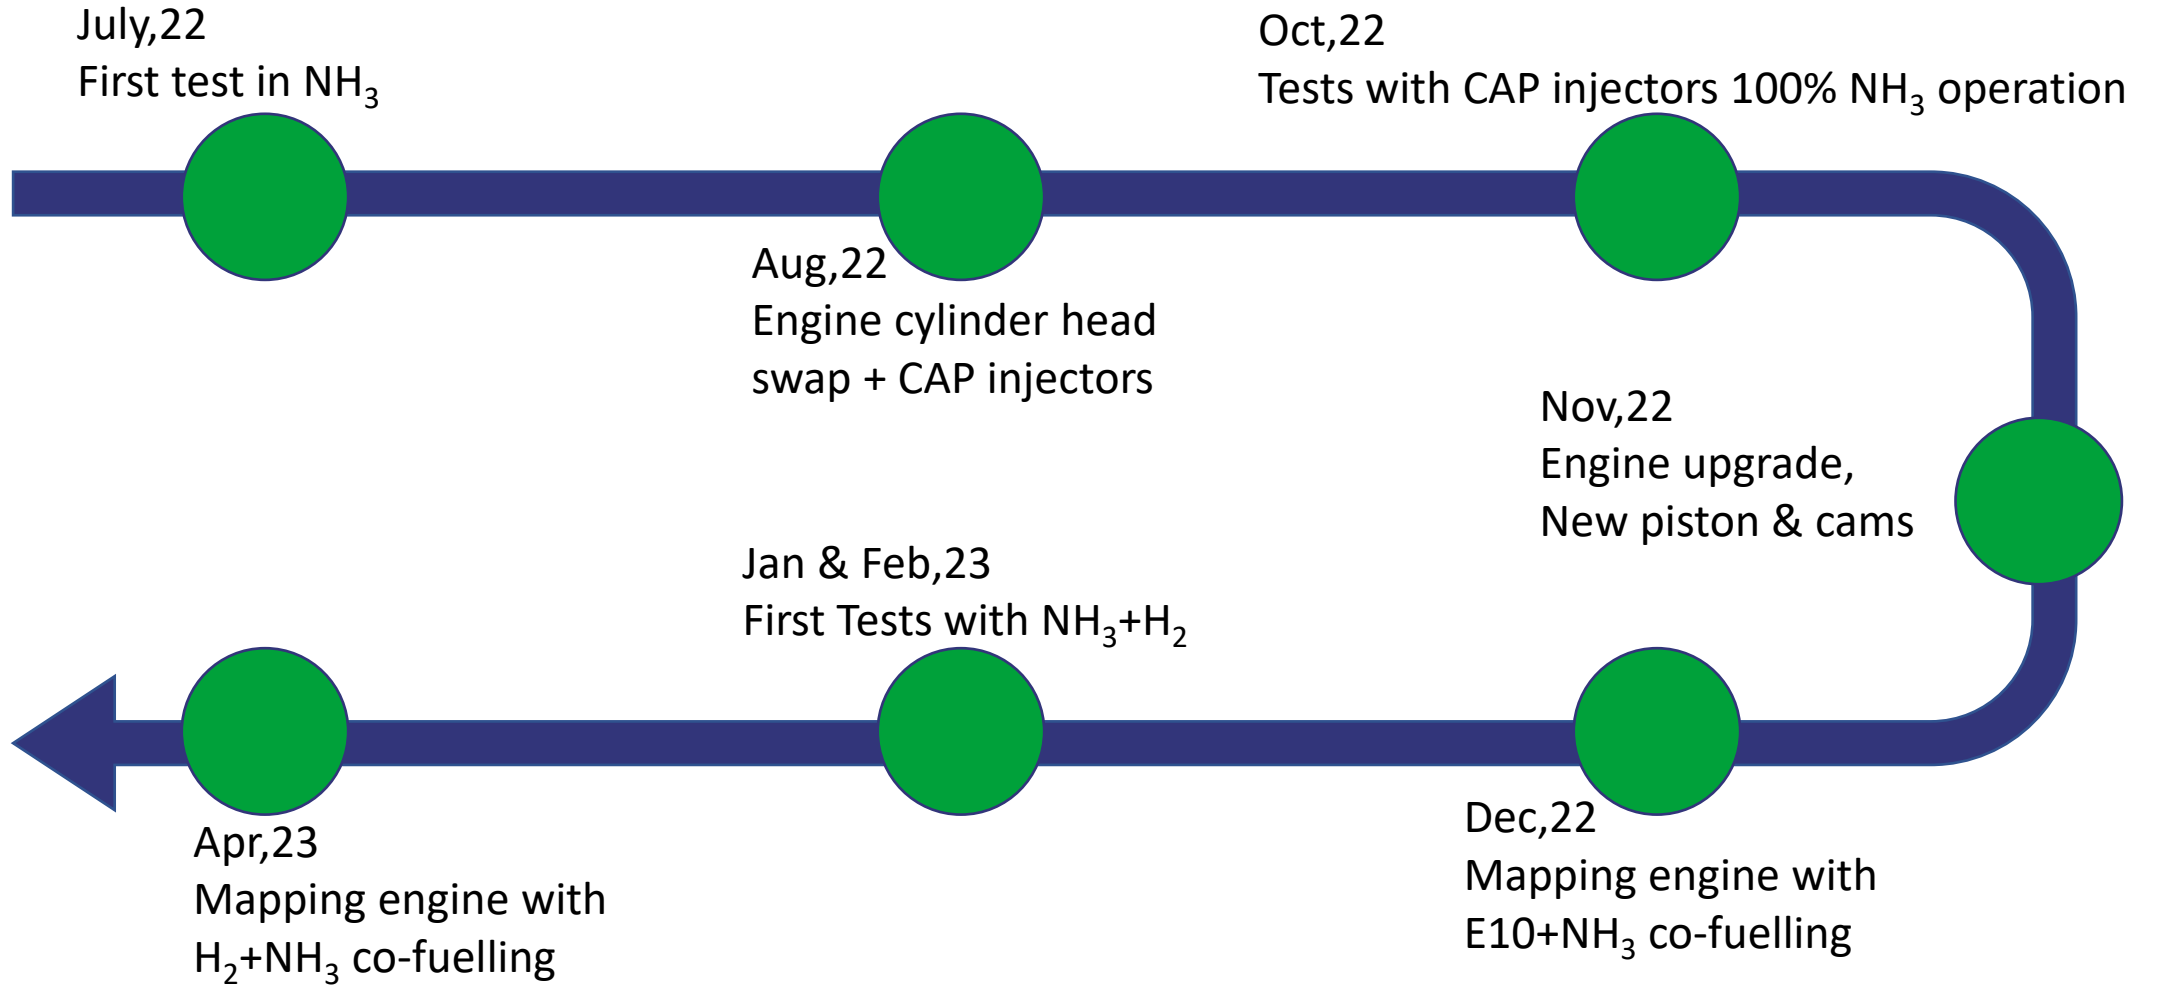 July,22
First test in NH₃
Aug,22
Engine cylinder head
swap + CAP injectors
Oct,22
Tests with CAP injectors 100% NH₃ operation
Nov,22
Engine upgrade,
New piston & cams
Dec,22
Mapping engine with
E10+NH₃ co-fuelling
Jan & Feb,23
First Tests with NH₃+H₂
Apr,23
Mapping engine with
H₂+NH₃ co-fuelling